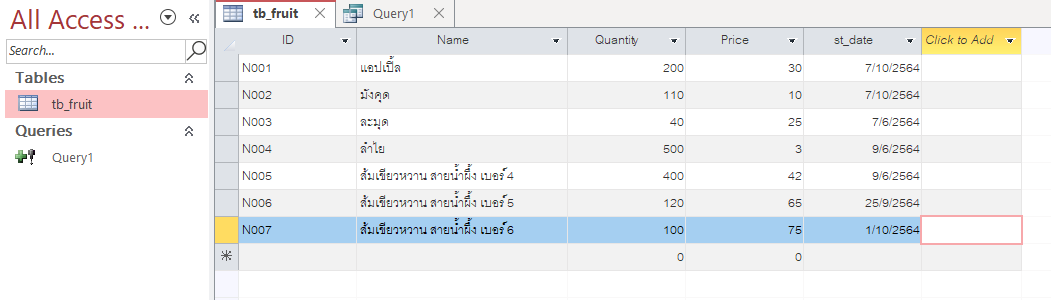 All Access ...
Search...
Tables
tb_fruit
Queries
Query1
tb_fruit Query1
ID Name Quantity Price st_date Click to Add
N001 แอปเปิ้ล 200 30 7/10/2564
N002 มังคุด 110 10 7/10/2564
N003 ละมุด 40 25 7/6/2564
N004 ลำไย 500 3 9/6/2564
N005 ส้มเขียวหวาน สายน้ำผึ้ง เบอร์ 4 400 42 9/6/2564
N006 ส้มเขียวหวาน สายน้ำผึ้ง เบอร์ 5 120 65 25/9/2564
N007 ส้มเขียวหวาน สายน้ำผึ้ง เบอร์ 6 100 75 1/10/2564
0 0